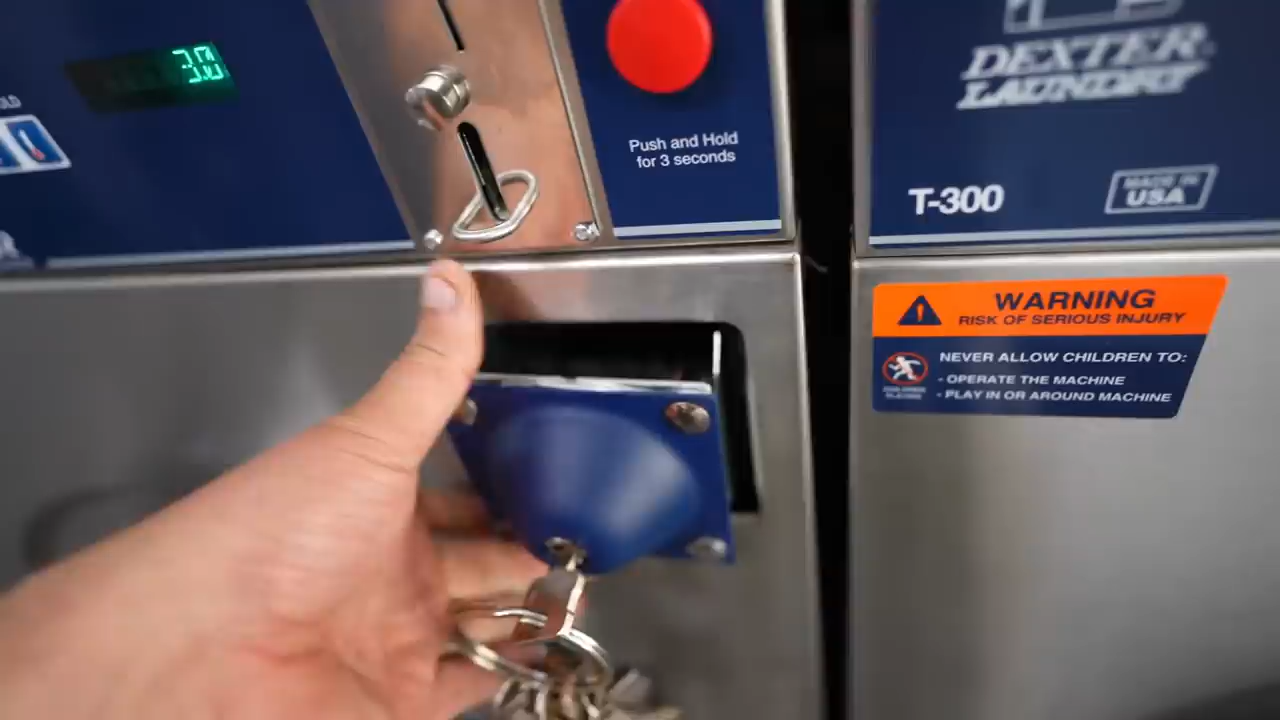 3.0
OLD
Push and Hold
for 3 seconds
DEXTER
LAUNDRY
T-300
MADE IN
USA
WARNING
RISK OF SERIOUS INJURY
NEVER ALLOW CHILDREN TO:
- OPERATE THE MACHINE
- PLAY IN OR AROUND MACHINE